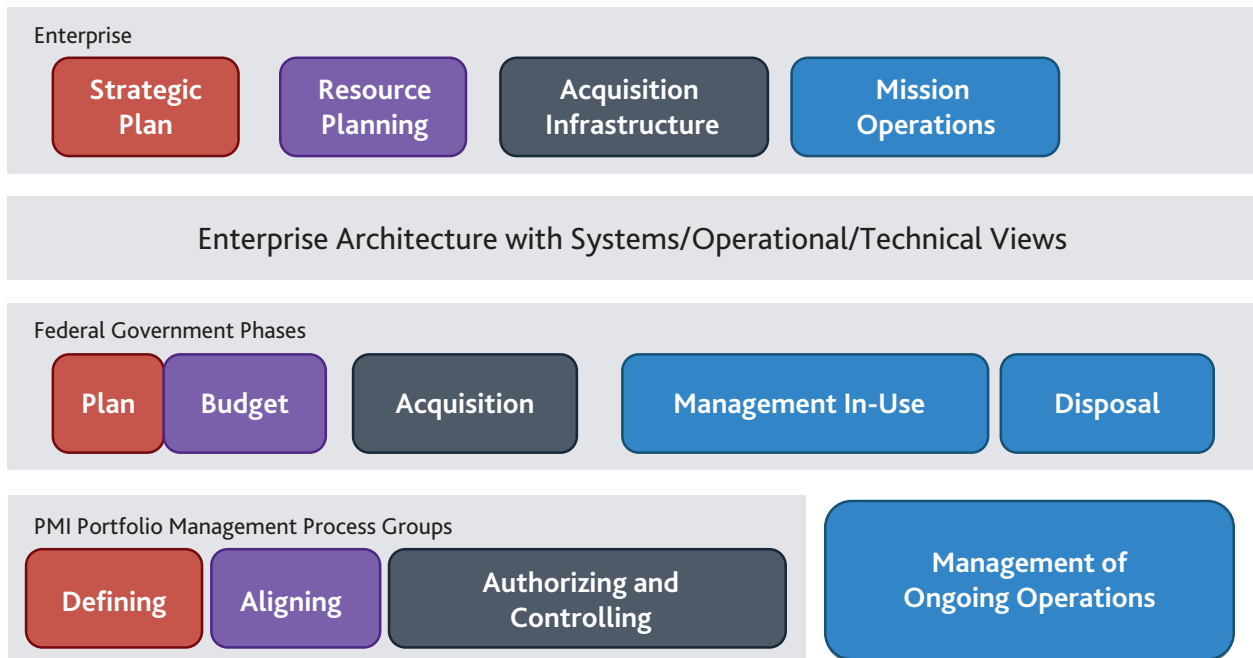 Enterprise
Strategic
Plan
Resource
Planning
Acquisition
Infrastructure
Mission
Operations
Enterprise Architecture with Systems/Operational/Technical Views
Federal Government Phases
Plan
Budget
Acquisition
Management In-Use
Disposal
PMI Portfolio Management Process Groups
Defining
Aligning
Authorizing and
Controlling
Management of
Ongoing Operations